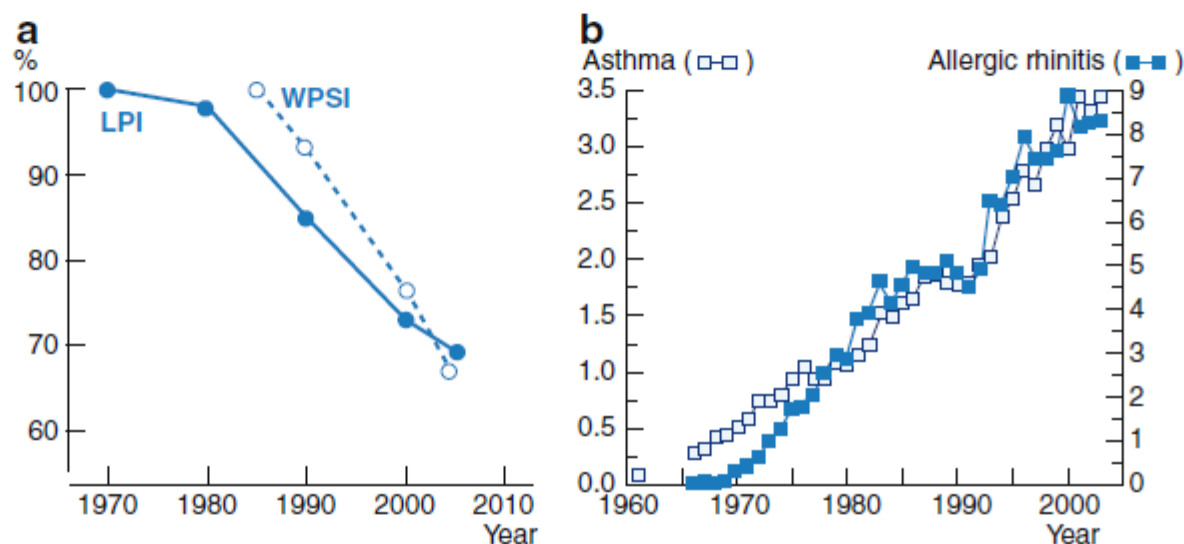 a
%
100
90
80
70
60
LPI
WPSI
1970 1980 1990 2000 2010
Year
b
Asthma ( )
Allergic rhinitis ( )
3.5
3.0
2.5
2.0
1.5
1.0
0.5
0.0
9
8
7
6
5
4
3
2
1
0
1960 1970 1980 1990 2000
Year